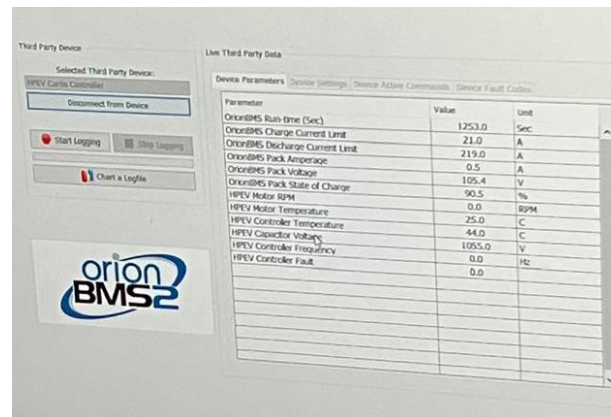 Third Party Device
Selected Third Party Device:
HPEV Curtis Controller
Disconnect from Device
Start Logging
Stop Logging
Chart a Logfile
orion
BMS2
Live Third Party Data
Device Parameters Device Settings Device Active Commands Device Fault Codes
Parameter Value Unit
OrionBMS Run-time (Sec) 1253.0 Sec
OrionBMS Charge Current Limit 21.0 A
OrionBMS Discharge Current Limit 219.0 A
OrionBMS Pack Amperage 0.5 A
OrionBMS Pack Voltage 105.4 V
OrionBMS Pack State of Charge 90.5 %
HPEV Motor RPM 0.0 RPM
HPEV Motor Temperature 25.0 C
HPEV Controller Temperature 44.0 C
HPEV Capacitor Voltage 1055.0 V
HPEV Controller Frequency 0.0 Hz
HPEV Controller Fault 0.0